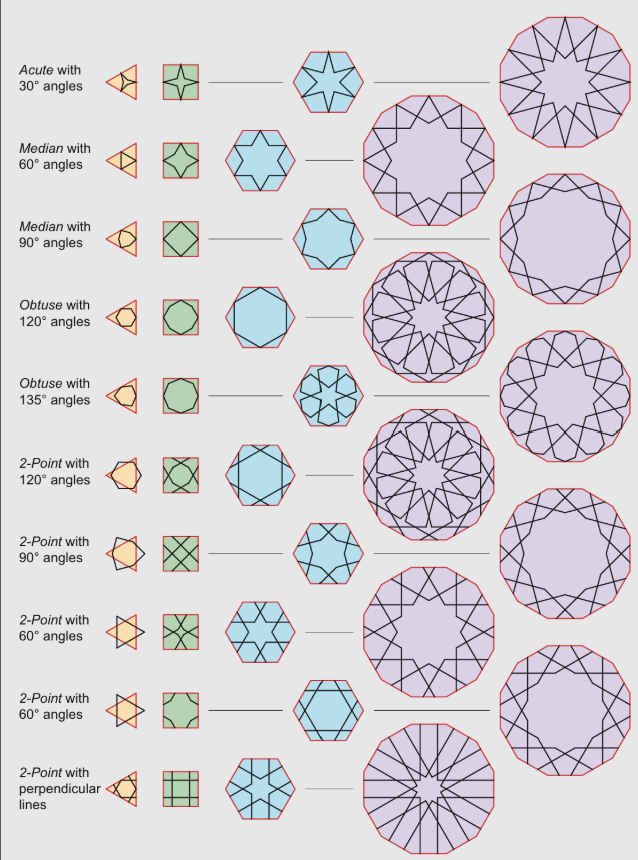 Acute with
30° angles
Median with
60° angles
Median with
90° angles
Obtuse with
120° angles
Obtuse with
135° angles
2-Point with
120° angles
2-Point with
90° angles
2-Point with
60° angles
2-Point with
60° angles
2-Point with
perpendicular
lines